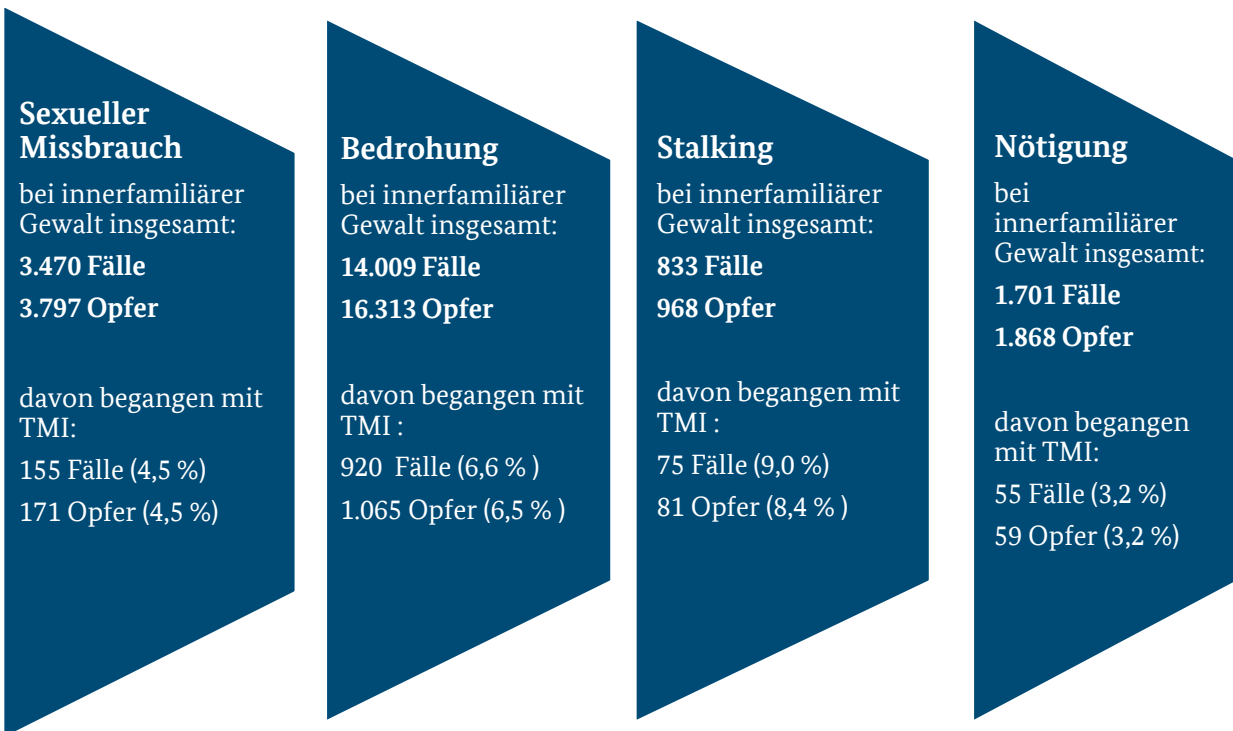 Sexueller
Missbrauch
bei innerfamiliärer
Gewalt insgesamt:
3.470 Fälle
3.797 Opfer
davon begangen mit
TMI:
155 Fälle (4,5 %)
171 Opfer (4,5 %)
Bedrohung
bei innerfamiliärer
Gewalt insgesamt:
14.009 Fälle
16.313 Opfer
davon begangen mit
TMI :
920  Fälle (6,6 % )
1.065 Opfer (6,5 % )
Stalking
bei innerfamiliärer
Gewalt insgesamt:
833 Fälle
968 Opfer
davon begangen mit
TMI :
75 Fälle (9,0 %)
81 Opfer (8,4 % )
Nötigung
bei
innerfamiliärer
Gewalt insgesamt:
1.701 Fälle
1.868 Opfer
davon begangen
mit TMI:
55 Fälle (3,2 %)
59 Opfer (3,2 %)